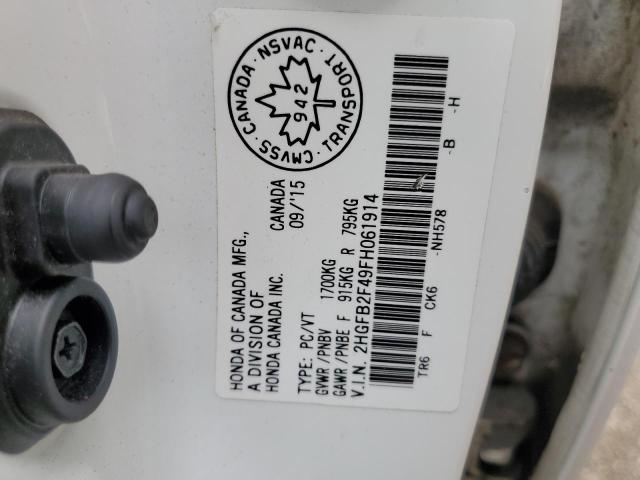 HONDA OF CANADA MFG.,
A DIVISION OF
HONDA CANADA INC.
CANADA
09/'15
TYPE: PC/VT
GVWR/PNBV 1700KG
GAWR/PNBE F 915KG R 795KG
V.I.N. 2HGFB2F49FH061914
TR6 F CK6 -NH578 -B -H
CMVSS·CANADA·NSVAC·TRANSPORT
942